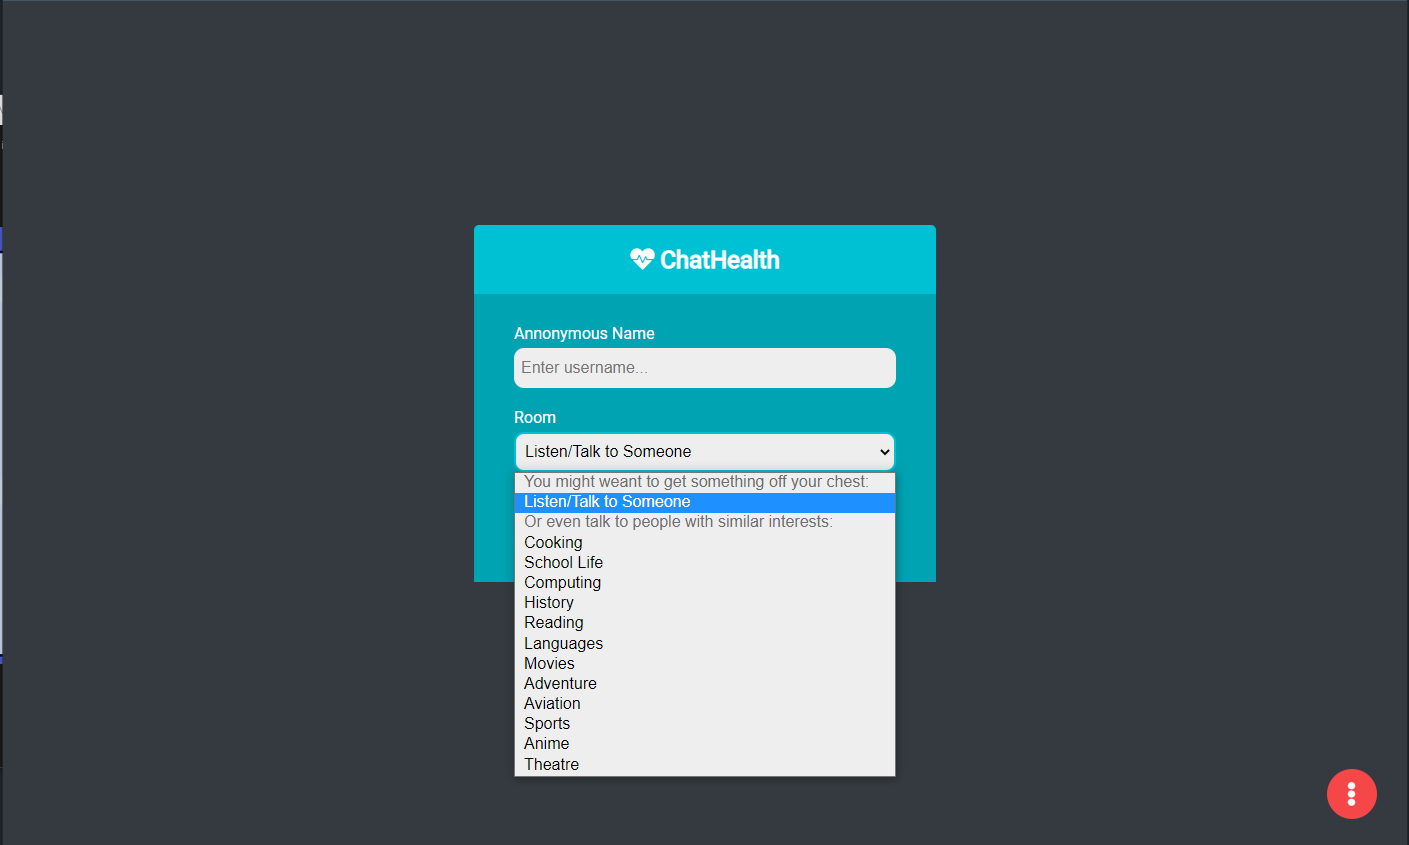 ChatHealth
Annonymous Name
Enter username...
Room
Listen/Talk to Someone
You might weant to get something off your chest:
Listen/Talk to Someone
Or even talk to people with similar interests:
Cooking
School Life
Computing
History
Reading
Languages
Movies
Adventure
Aviation
Sports
Anime
Theatre